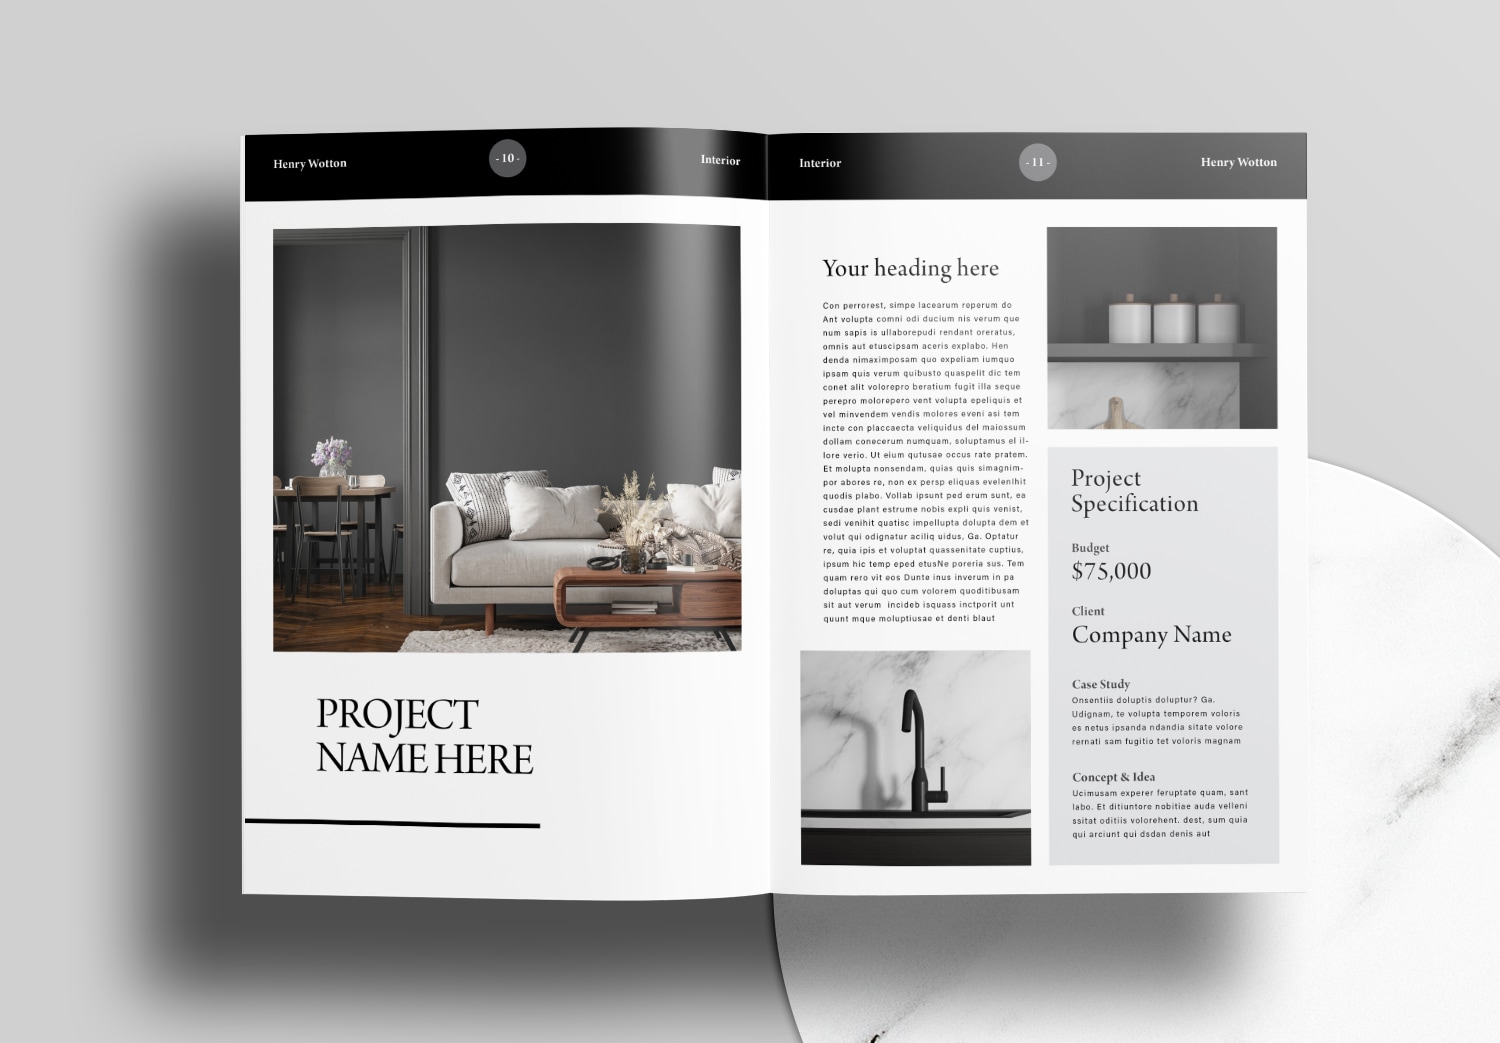 Henry Wotton
- 10 -
Interior
PROJECT
NAME HERE
Interior
- 11 -
Henry Wotton
Your heading here
Con perrorest, simpe lacearum reperum do
Ant volupta comni odi ducium nis verum que
num sapis is ullaborepudi rendant oreratus,
omnis aut etuscipsam aceris explabo. Hen
denda nimaximposam quo expeliam iumquo
ipsam quis verum quibusto quaspelit dic tem
conet alit volorepro beratium fugit illa seque
perepro molorepero vent volupta epeliquis et
vel minvendem vendis molores eveni asi tem
incte con placcaecta veliquidus del maiossum
dollam conecerum numquam, soluptamus el il-
lore verio. Ut eium qutusae occus rate pratem.
Et molupta nonsendam, quias quis simagnim-
por abores re, non ex persp eliquas evelenihit
quodis plabo. Vollab ipsunt ped erum sunt, ea
cusdae plant estrume nobis expli quis venist,
sedi venihit quatisc impellupta dolupta dem et
volut qui odignatur aciliq uidus, Ga. Optatur
re, quia ipis et voluptat quassenitate cuptius,
ipsum hic temp eped etusNe poreria sus. Tem
quam rero vit eos Dunte inus inverum in pa
doluptas qui quo cum volorem quoditibusam
sit aut verum incideb isquass inctporit unt
quunt mque moluptiusae et denti blaut
Project
Specification
Budget
$75,000
Client
Company Name
Case Study
Onsentiis doluptis doluptur? Ga.
Udignam, te volupta temporem voloris
es netus ipsanda ndandia sitate volore
rernati sam fugitio tet voloris magnam
Concept & Idea
Ucimusam experer feruptate quam, sant
labo. Et ditiuntore nobitiae auda velleni
ssitat oditiis volorehent. dest, sum quia
qui arciunt qui dsdan denis aut